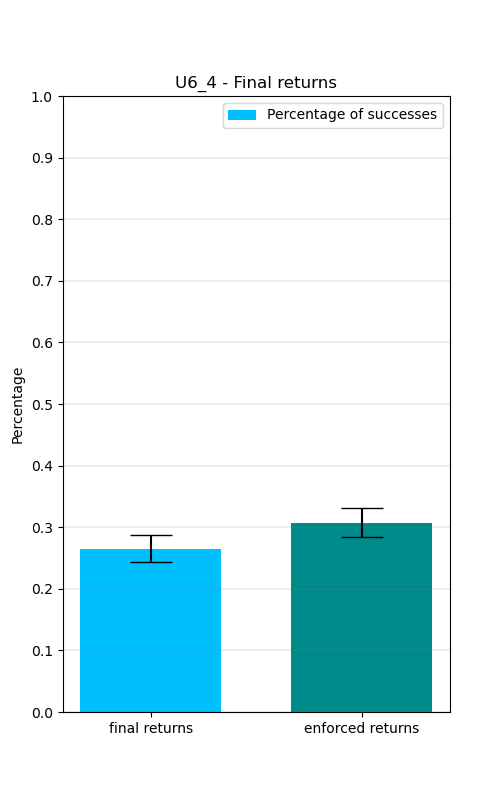 U6_4 - Final returns
Percentage of successes
Percentage
1.0
0.9
0.8
0.7
0.6
0.5
0.4
0.3
0.2
0.1
0.0
final returns
enforced returns